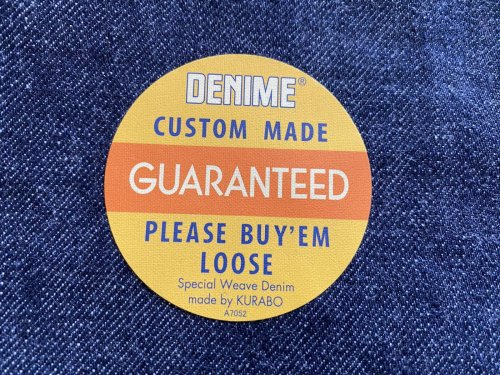 DENIME®
CUSTOM MADE
GUARANTEED
PLEASE BUY'EM
LOOSE
Special Weave Denim
made by KURABO
A7052